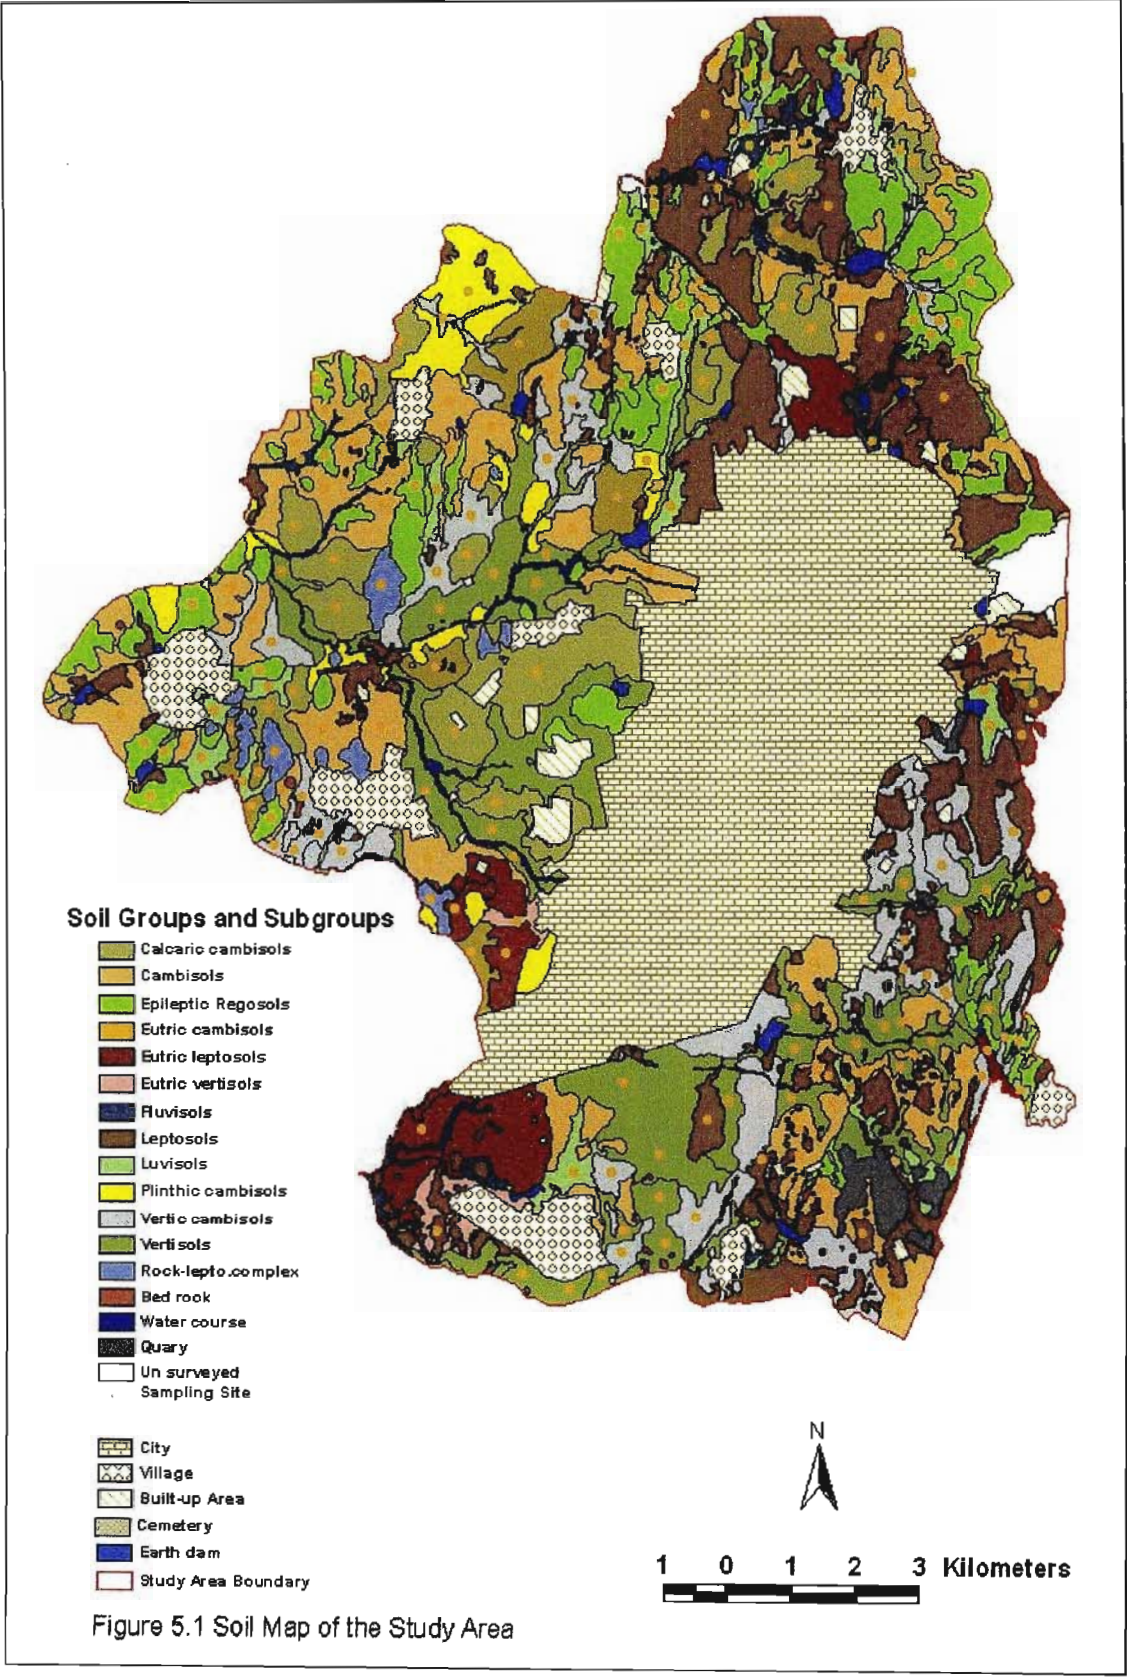 Soil Groups and Subgroups
Calcaric cambisols
Cambisols
Epileptic Regosols
Eutric cambisols
Eutric leptosols
Eutric vertisols
Fluvisols
Leptosols
Luvisols
Plinthic cambisols
Vertic cambisols
Vertisols
Rock-lepto.complex
Bed rook
Water course
Quary
Un surveyed
Sampling Site
City
Village
Built-up Area
Cemetery
Earth dam
Study Area Boundary
N
1 0 1 2 3 Kilometers
Figure 5.1 Soil Map of the Study Area